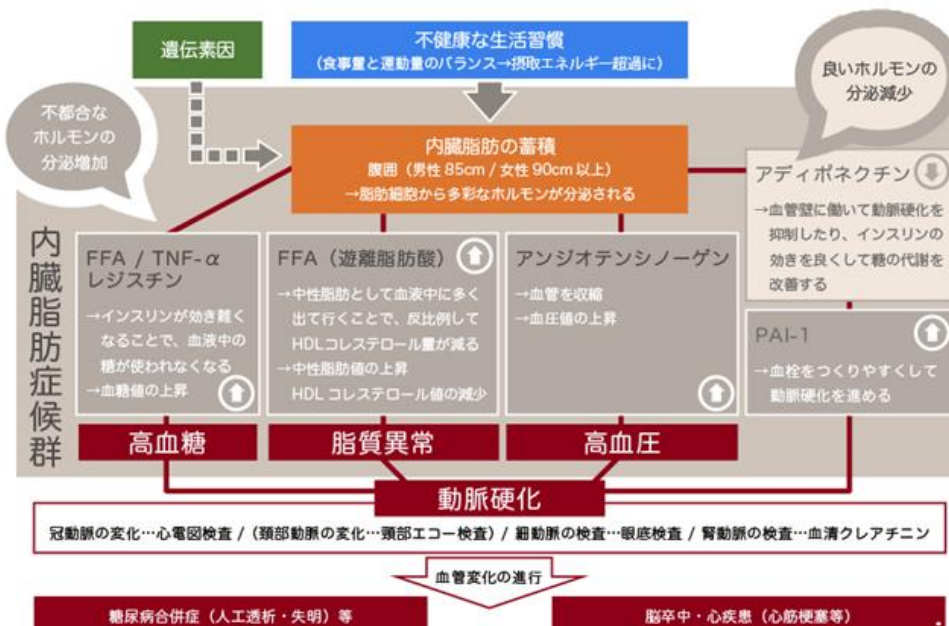 遺伝素因
不健康な生活習慣
(食事量と運動量のバランス→摂取エネルギー超過に)
良いホルモンの
分泌減少
不都合な
ホルモンの
分泌増加
内臓脂肪の蓄積
腹囲(男性 85cm / 女性 90cm 以上)
→脂肪細胞から多彩なホルモンが分泌される
内臓脂肪症候群
FFA / TNF-α
レジスチン
→インスリンが効き難く
なることで、血液中の
糖が使われなくなる
→血糖値の上昇
高血糖
FFA(遊離脂肪酸)
→中性脂肪として血液中に多く
出て行くことで、反比例して
HDLコレステロール量が減る
→中性脂肪値の上昇
HDL コレステロール値の減少
脂質異常
アンジオテンシノーゲン
→血管を収縮
→血圧値の上昇
高血圧
アディポネクチン
→血管壁に働いて動脈硬化を
抑制したり、インスリンの
効きを良くして糖の代謝を
改善する
PAI-1
→血栓をつくりやすくして
動脈硬化を進める
動脈硬化
冠動脈の変化…心電図検査 / (頚部動脈の変化…頸部エコー検査) / 細動脈の検査…眼底検査 / 腎動脈の検査…血清クレアチニン
血管変化の進行
糖尿病合併症(人工透析・失明)等
脳卒中・心疾患(心筋梗塞等)